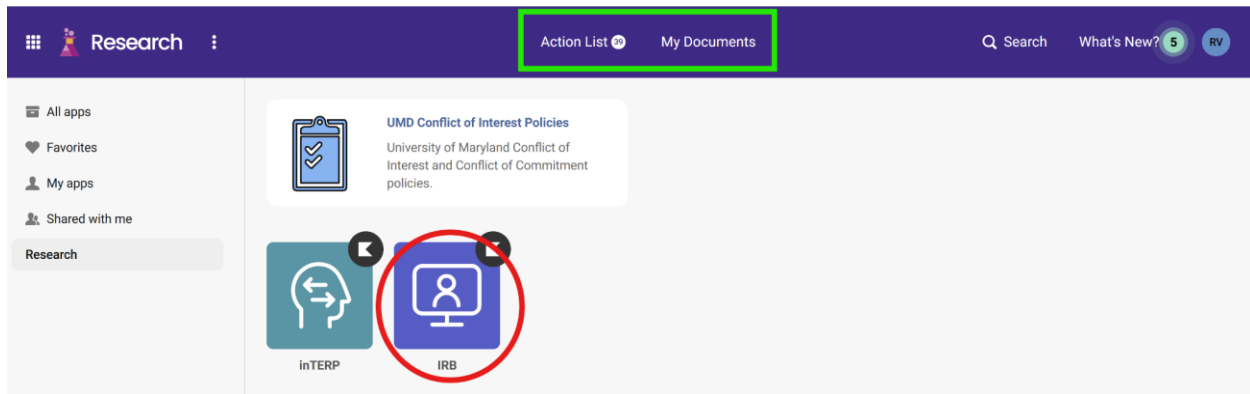 Research
Action List 39
My Documents
Search
What's New? 5
RV
All apps
Favorites
My apps
Shared with me
Research
UMD Conflict of Interest Policies
University of Maryland Conflict of
Interest and Conflict of Commitment
policies.
inTERP
IRB